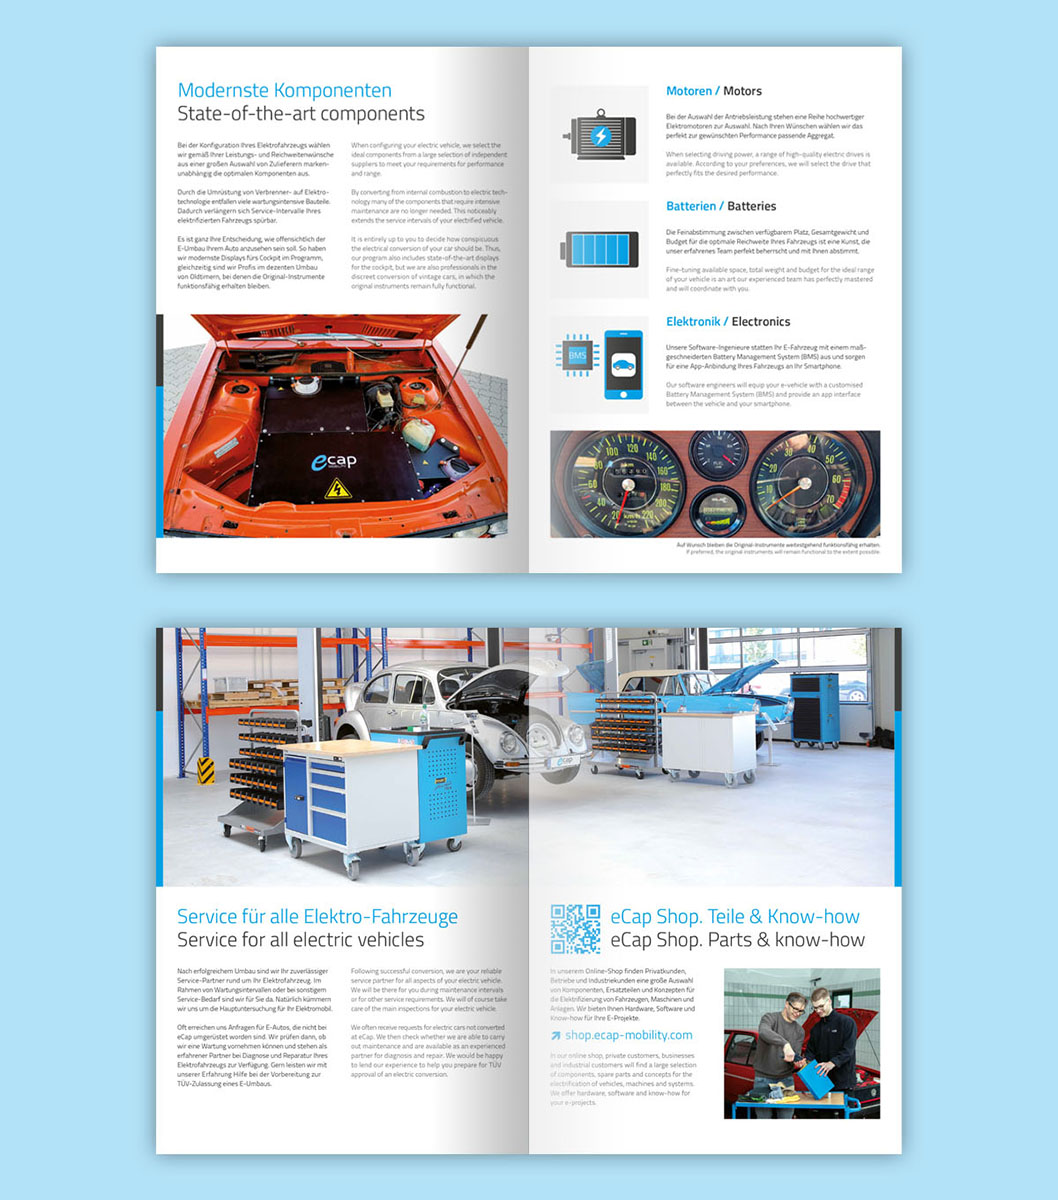 Modernste Komponenten
State-of-the-art components
Bei der Konfiguration Ihres Elektrofahrzeugs wählen
wir gemäß Ihrer Leistungs- und Reichweitenwünsche
aus einer großen Auswahl von Zulieferern marken-
unabhängig die optimalen Komponenten aus.
Durch die Umrüstung von Verbrenner- auf Elektro-
technologie entfallen viele wartungsintensive Bauteile.
Dadurch verlängern sich Service-Intervalle Ihres
elektrifizierten Fahrzeugs spürbar.
Es ist ganz Ihre Entscheidung, wie offensichtlich der
E-Umbau Ihrem Auto anzusehen sein soll. So haben
wir modernste Displays fürs Cockpit im Programm,
gleichzeitig sind wir Profis im dezenten Umbau
von Oldtimern, bei denen die Original-Instrumente
funktionsfähig erhalten bleiben.
When configuring your electric vehicle, we select the
ideal components from a large selection of independent
suppliers to meet your requirements for performance
and range.
By converting from internal combustion to electric tech-
nology many of the components that require intensive
maintenance are no longer needed. This noticeably
extends the service intervals of your electrified vehicle.
It is entirely up to you to decide how conspicuous
the electrical conversion of your car should be. Thus,
our program also includes state-of-the-art displays
for the cockpit, but we are also professionals in the
discreet conversion of vintage cars, in which the
original instruments remain fully functional.
ecap
MOBILITY
Motoren / Motors
Bei der Auswahl der Antriebsleistung stehen eine Reihe hochwertiger
Elektromotoren zur Auswahl. Nach Ihren Wünschen wählen wir das
perfekt zur gewünschten Performance passende Aggregat.
When selecting driving power, a range of high-quality electric drives is
available. According to your preferences, we will select the drive that
perfectly fits the desired performance.
Batterien / Batteries
Die Feinabstimmung zwischen verfügbarem Platz, Gesamtgewicht und
Budget für die optimale Reichweite Ihres Fahrzeugs ist eine Kunst, die
unser erfahrenes Team perfekt beherrscht und mit Ihnen abstimmt.
Fine-tuning available space, total weight and budget for the ideal range
of your vehicle is an art our experienced team has perfectly mastered
and will coordinate with you.
Elektronik / Electronics
BMS
Unsere Software-Ingenieure statten Ihr E-Fahrzeug mit einem maß-
geschneiderten Battery Management System (BMS) aus und sorgen
für eine App-Anbindung Ihres Fahrzeugs an Ihr Smartphone.
Our software engineers will equip your e-vehicle with a customised
Battery Management System (BMS) and provide an app interface
between the vehicle and your smartphone.
20 40 60 80 100 120 140 160 180 200 220
km/h
FUEL
10 20 30 40 50 60 70
Auf Wunsch bleiben die Original-Instrumente weitestgehend funktionsfähig erhalten.
If preferred, the original instruments will remain functional to the extent possible.
ecap
Service für alle Elektro-Fahrzeuge
Service for all electric vehicles
Nach erfolgreichem Umbau sind wir Ihr zuverlässiger
Service-Partner rund um Ihr Elektrofahrzeug. Im
Rahmen von Wartungsintervallen oder bei sonstigem
Service-Bedarf sind wir für Sie da. Natürlich kümmern
wir uns um die Hauptuntersuchung für Ihr Elektromobil.
Oft erreichen uns Anfragen für E-Autos, die nicht bei
eCap umgerüstet worden sind. Wir prüfen dann, ob
wir eine Wartung vornehmen können und stehen als
erfahrener Partner bei Diagnose und Reparatur Ihres
Elektrofahrzeugs zur Verfügung. Gern leisten wir mit
unserer Erfahrung Hilfe bei der Vorbereitung zur
TÜV-Zulassung eines E-Umbaus.
Following successful conversion, we are your reliable
service partner for all aspects of your electric vehicle.
We will be there for you during maintenance intervals
or for other service requirements. We will of course take
care of the main inspections for your electric vehicle.
We often receive requests for electric cars not converted
at eCap. We then check whether we are able to carry
out maintenance and are available as an experienced
partner for diagnosis and repair. We would be happy
to lend our experience to help you prepare for TÜV
approval of an electric conversion.
eCap Shop. Teile & Know-how
eCap Shop. Parts & know-how
In unserem Online-Shop finden Privatkunden,
Betriebe und Industriekunden eine große Auswahl
von Komponenten, Ersatzteilen und Konzepten für
die Elektrifizierung von Fahrzeugen, Maschinen und
Anlagen. Wir bieten Ihnen Hardware, Software und
Know-how für Ihre E-Projekte.
shop.ecap-mobility.com
In our online shop, private customers, businesses
and industrial customers will find a large selection
of components, spare parts and concepts for the
electrification of vehicles, machines and systems.
We offer hardware, software and know-how for
your e-projects.